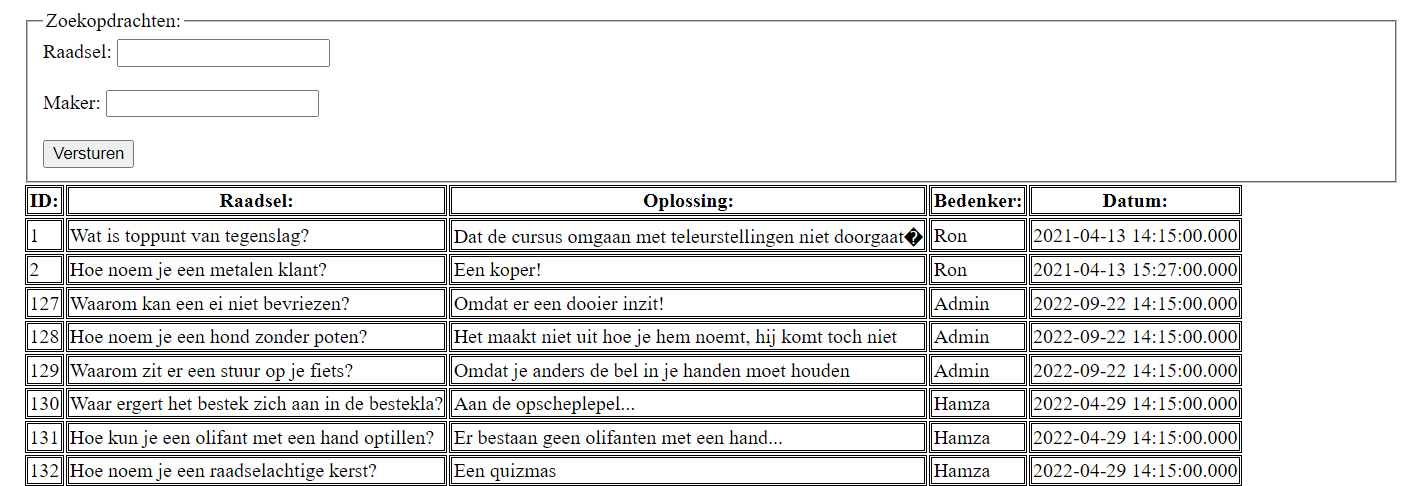 Zoekopdrachten:
Raadsel:
Maker:
Versturen
ID: Raadsel: Oplossing: Bedenker: Datum:
1 Wat is toppunt van tegenslag? Dat de cursus omgaan met teleurstellingen niet doorgaat� Ron 2021-04-13 14:15:00.000
2 Hoe noem je een metalen klant? Een koper! Ron 2021-04-13 15:27:00.000
127 Waarom kan een ei niet bevriezen? Omdat er een dooier inzit! Admin 2022-09-22 14:15:00.000
128 Hoe noem je een hond zonder poten? Het maakt niet uit hoe je hem noemt, hij komt toch niet Admin 2022-09-22 14:15:00.000
129 Waarom zit er een stuur op je fiets? Omdat je anders de bel in je handen moet houden Admin 2022-09-22 14:15:00.000
130 Waar ergert het bestek zich aan in de bestekla? Aan de opscheplepel... Hamza 2022-04-29 14:15:00.000
131 Hoe kun je een olifant met een hand optillen? Er bestaan geen olifanten met een hand... Hamza 2022-04-29 14:15:00.000
132 Hoe noem je een raadselachtige kerst? Een quizmas Hamza 2022-04-29 14:15:00.000